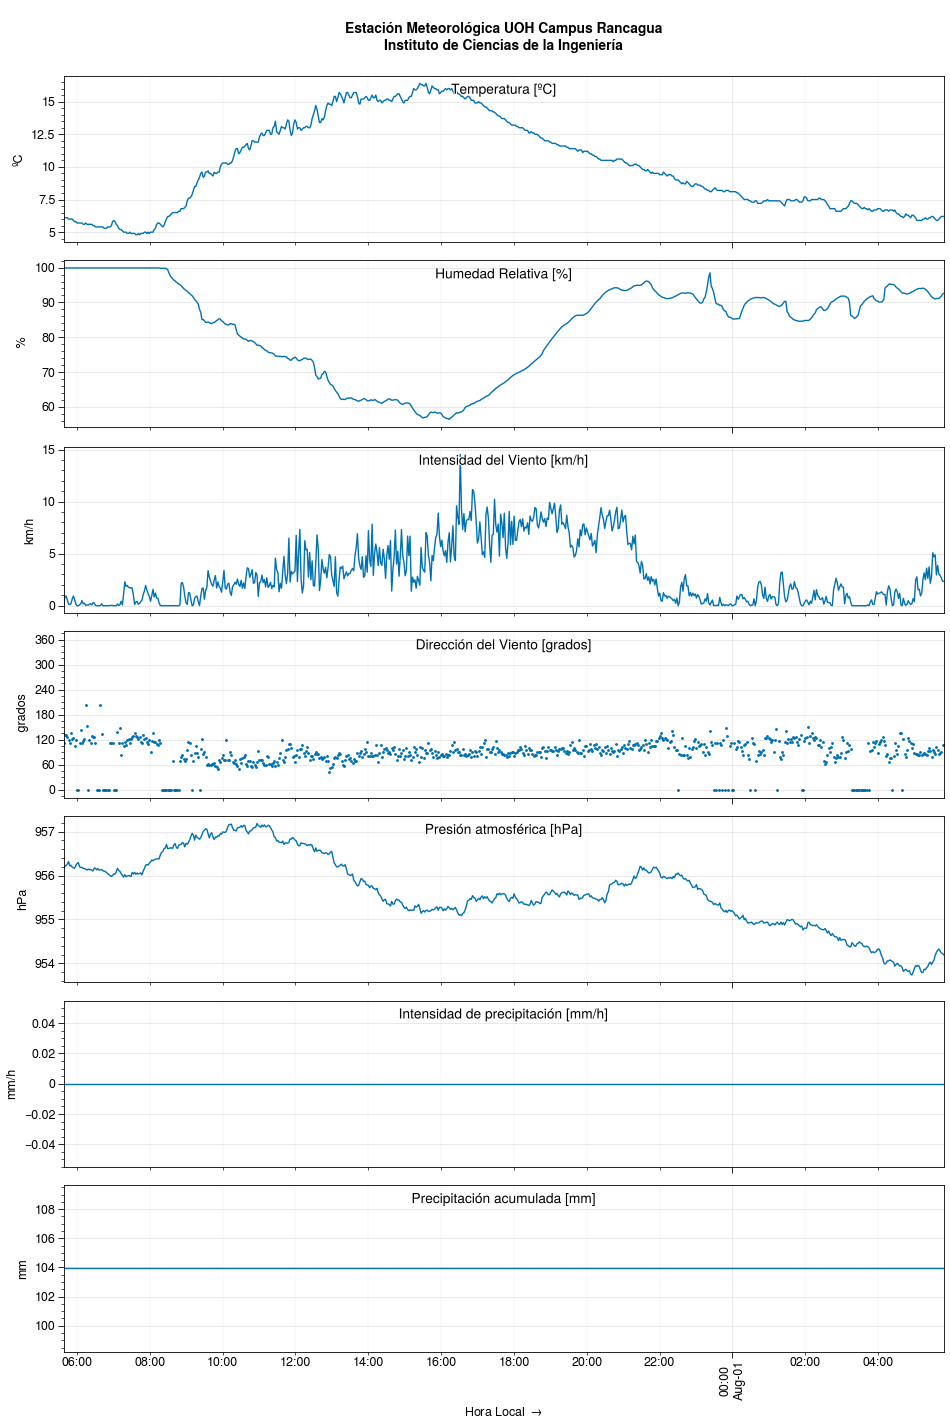 Estación Meteorológica UOH Campus Rancagua
Instituto de Ciencias de la Ingeniería
Temperatura [ºC]
15
12.5
10
7.5
5
ºC
Humedad Relativa [%]
100
90
80
70
60
%
Intensidad del Viento [km/h]
15
10
5
0
km/h
Dirección del Viento [grados]
360
300
240
180
120
60
0
grados
Presión atmosférica [hPa]
957
956
955
954
hPa
Intensidad de precipitación [mm/h]
0.04
0.02
0
−0.02
−0.04
mm/h
Precipitación acumulada [mm]
108
106
104
102
100
mm
06:00 08:00 10:00 12:00 14:00 16:00 18:00 20:00 22:00 00:00 02:00 04:00
Aug-01
Hora Local →